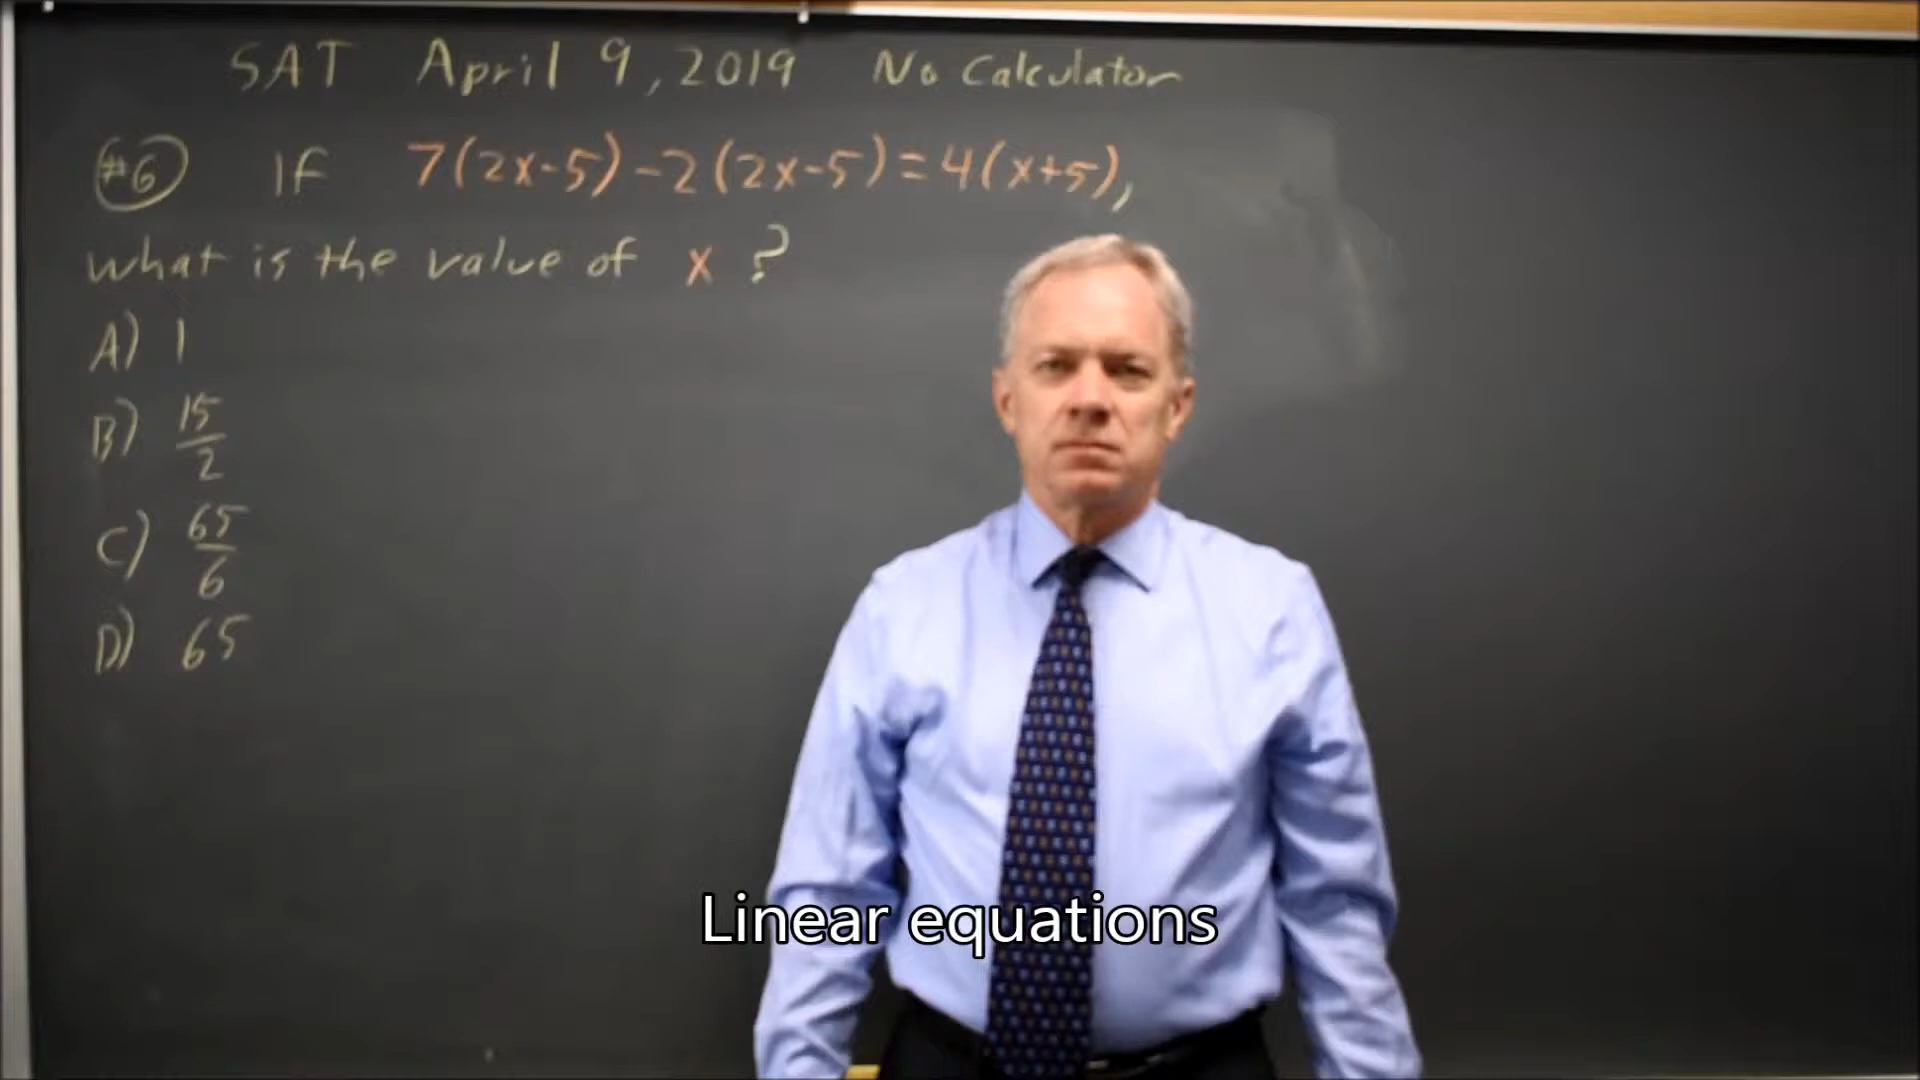 SAT April 9, 2019 No Calculator
#6 If 7(2x-5)-2(2x-5)=4(x+5),
what is the value of x ?
A) 1
B) 15/2
C) 65/6
D) 65
Linear equations